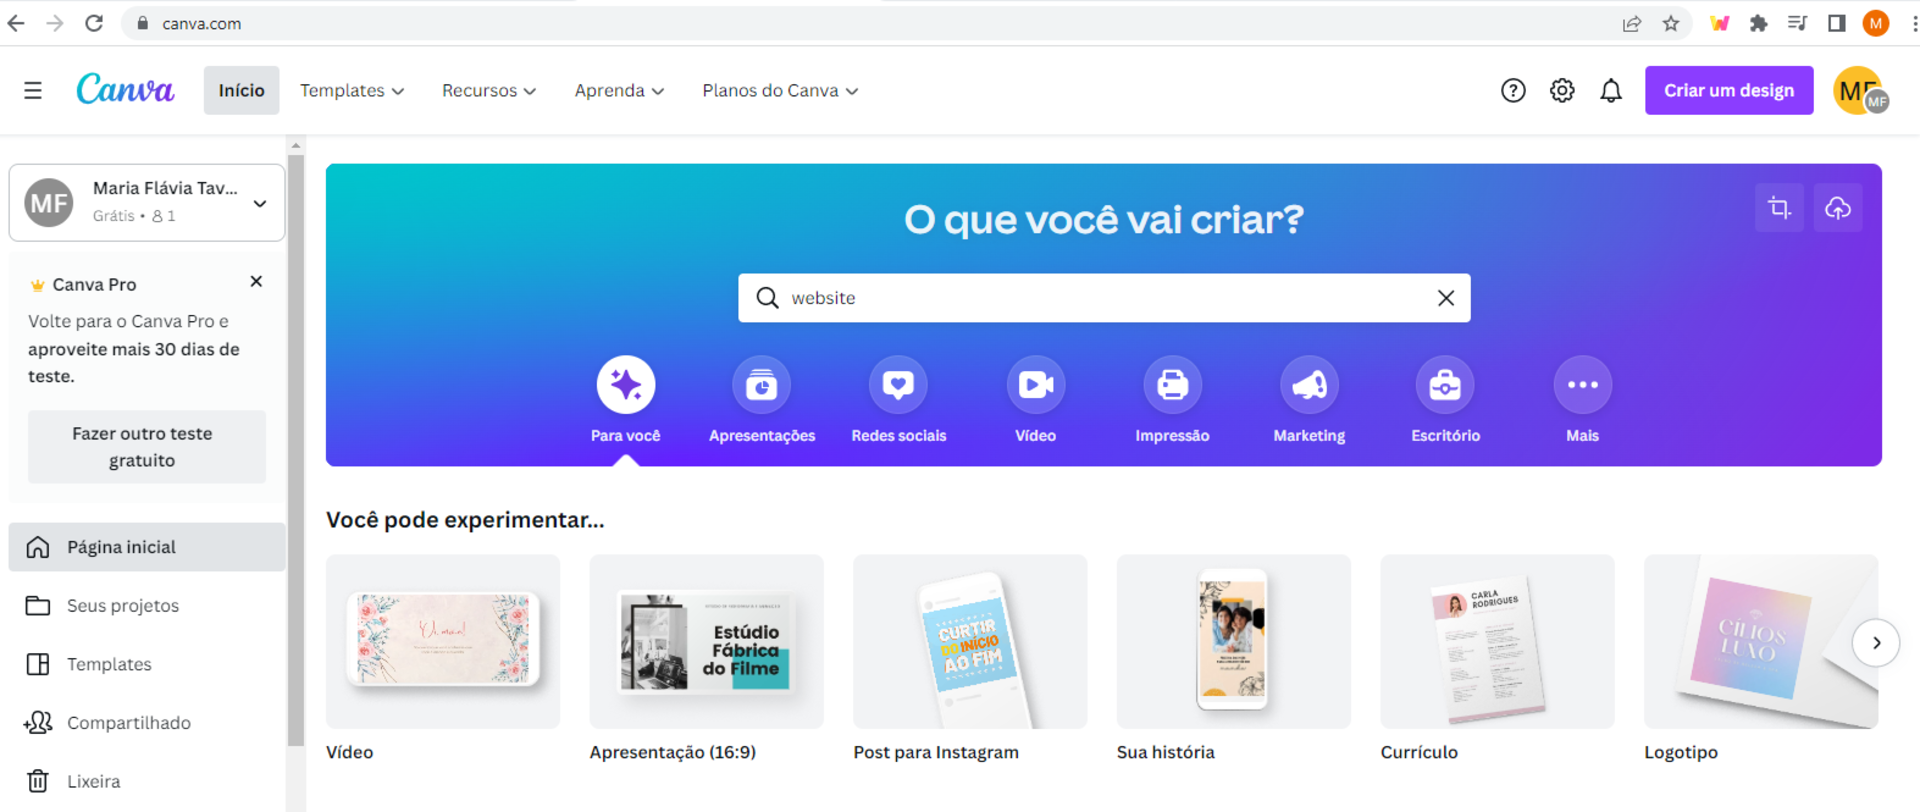 canva.com
M
Canva
Início
Templates
Recursos
Aprenda
Planos do Canva
Criar um design
MF
MF
MF
Maria Flávia Tav...
Grátis • 1
Canva Pro
Volte para o Canva Pro e
aproveite mais 30 dias de
teste.
Fazer outro teste
gratuito
Página inicial
Seus projetos
Templates
Compartilhado
Lixeira
O que você vai criar?
website
Para você
Apresentações
Redes sociais
Vídeo
Impressão
Marketing
Escritório
Mais
Você pode experimentar...
Estúdio
Fábrica
do Filme
CURTIR
DO INÍCIO
AO FIM
CARLA
RODRIGUES
CÍLIOS
LUXO
Vídeo
Apresentação (16:9)
Post para Instagram
Sua história
Currículo
Logotipo